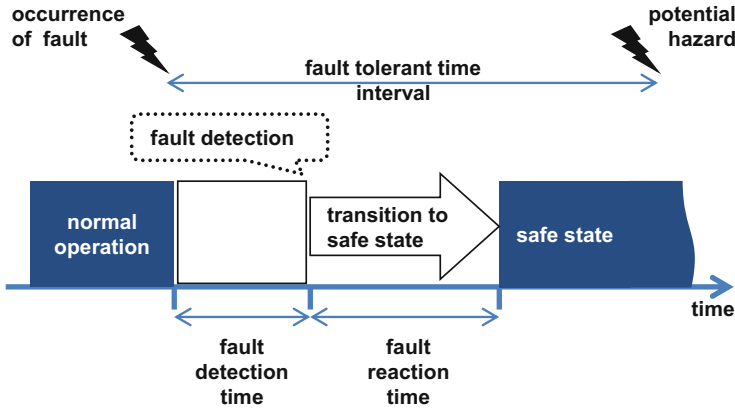 occurrence
of fault
potential
hazard
fault tolerant time
interval
fault detection
normal
operation
transition to
safe state
safe state
time
fault
detection
time
fault
reaction
time